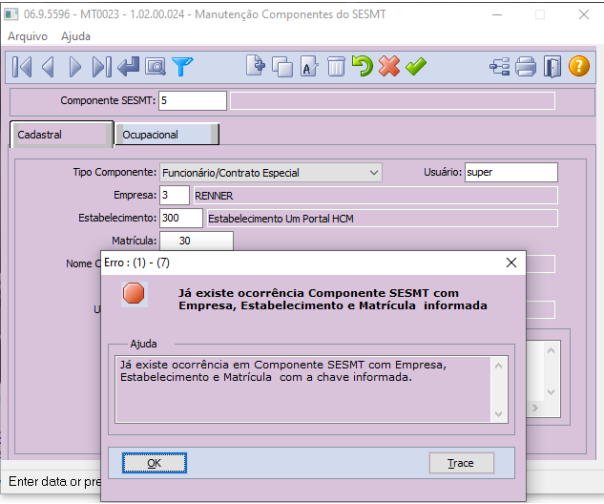 06.9.5596 - MT0023 - 1.02.00.024 - Manutenção Componentes do SESMT
Arquivo Ajuda
Componente SESMT: 5
Cadastral Ocupacional
Tipo Componente: Funcionário/Contrato Especial Usuário: super
Empresa: 3 RENNER
Estabelecimento: 300 Estabelecimento Um Portal HCM
Matrícula: 30
Nome C
U
Erro : (1) - (7)
Já existe ocorrência Componente SESMT com
Empresa, Estabelecimento e Matrícula informada
Ajuda
Já existe ocorrência em Componente SESMT com Empresa,
Estabelecimento e Matrícula com a chave informada.
OK Trace
Enter data or pre